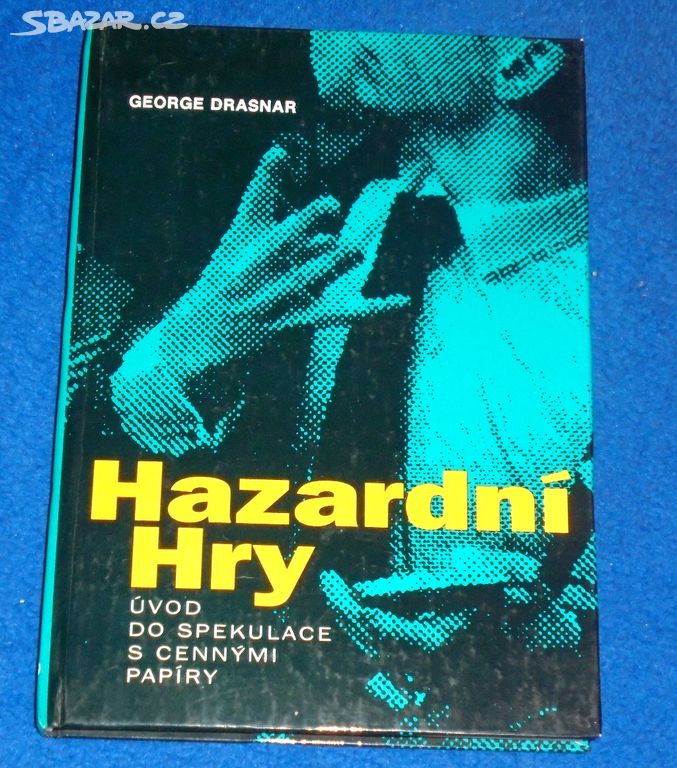 SBAZAR.CZ
GEORGE DRASNAR
Hazardní
Hry
ÚVOD
DO SPEKULACE
S CENNÝMI
PAPÍRY